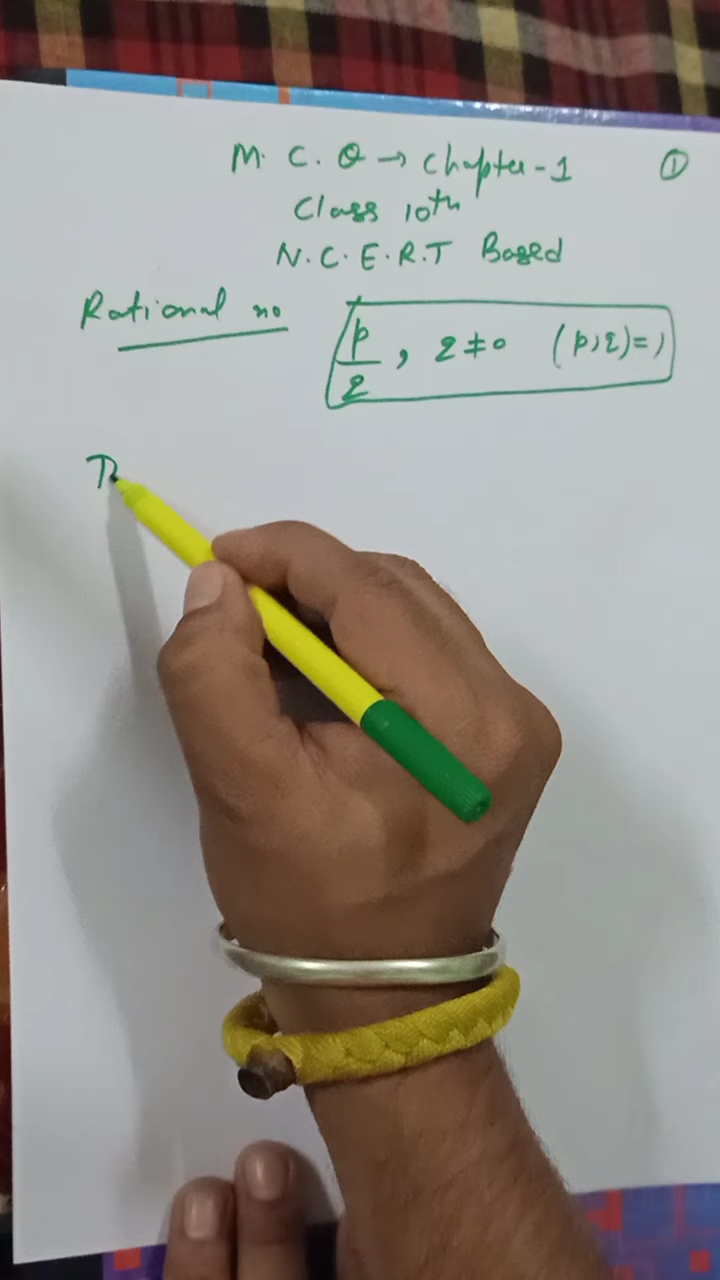 M. C. Q → Chapter-1 ①
Class 10th
N.C.E.R.T Based
Rational no p/q, q≠0 (p,q)=1